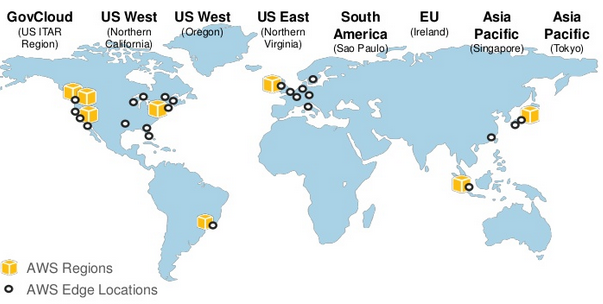 GovCloud
(US ITAR
Region)
US West
(Northern
California)
US West
(Oregon)
US East
(Northern
Virginia)
South
America
(Sao Paulo)
EU
(Ireland)
Asia
Pacific
(Singapore)
Asia
Pacific
(Tokyo)
AWS Regions
AWS Edge Locations